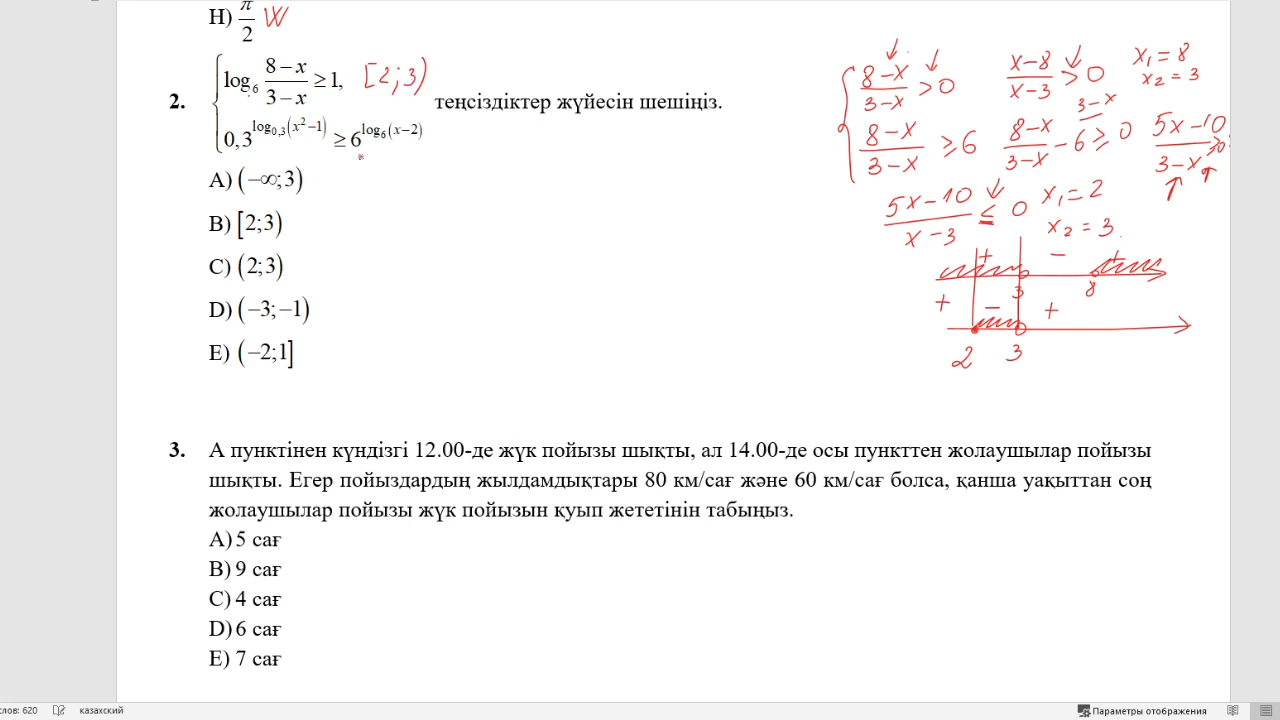 H) π/2 W
2. { log₆ (8−x)/(3−x) ≥ 1, [2;3)
0,3^(log₀,₃(x²−1)) ≥ 6^(log₆(x−2)) теңсіздіктер жүйесін шешіңіз.
A) (−∞;3)
B) [2;3)
C) (2;3)
D) (−3;−1)
E) (−2;1]
{ (8−x)/(3−x) > 0 (x−8)/(x−3) > 0 x₁ = 8
x₂ = 3
3−x
(8−x)/(3−x) ≥ 6 (8−x)/(3−x) − 6 ≥ 0 (5x−10)/(3−x) ≥ 0
(5x−10)/(x−3) ≤ 0 x₁ = 2
x₂ = 3
+ − +
3 8
+ − +
2 3
3. А пунктінен күндізгі 12.00-де жүк пойызы шықты, ал 14.00-де осы пункттен жолаушылар пойызы
шықты. Егер пойыздардың жылдамдықтары 80 км/сағ және 60 км/сағ болса, қанша уақыттан соң
жолаушылар пойызы жүк пойызын қуып жететінін табыңыз.
A) 5 сағ
B) 9 сағ
C) 4 сағ
D) 6 сағ
E) 7 сағ
слов: 620 казахский Параметры отображения